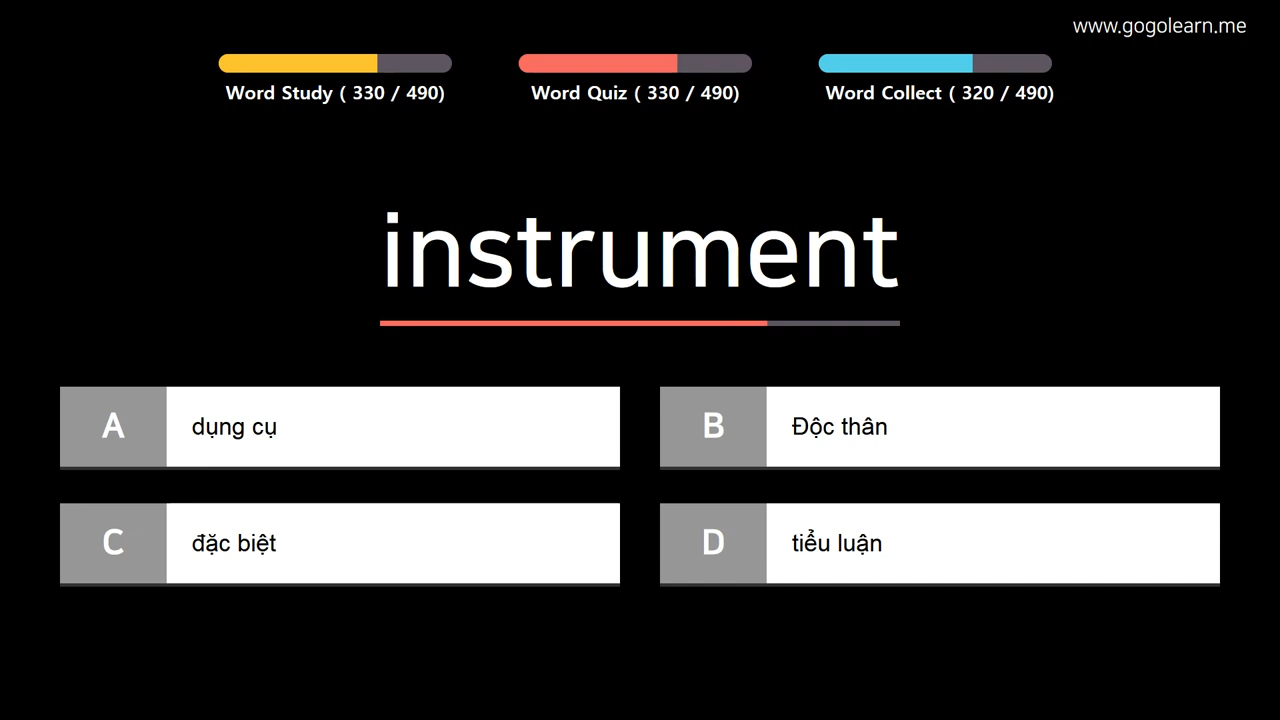 www.gogolearn.me
Word Study ( 330 / 490)
Word Quiz ( 330 / 490)
Word Collect ( 320 / 490)
instrument
A
dụng cụ
B
Độc thân
C
đặc biệt
D
tiểu luận